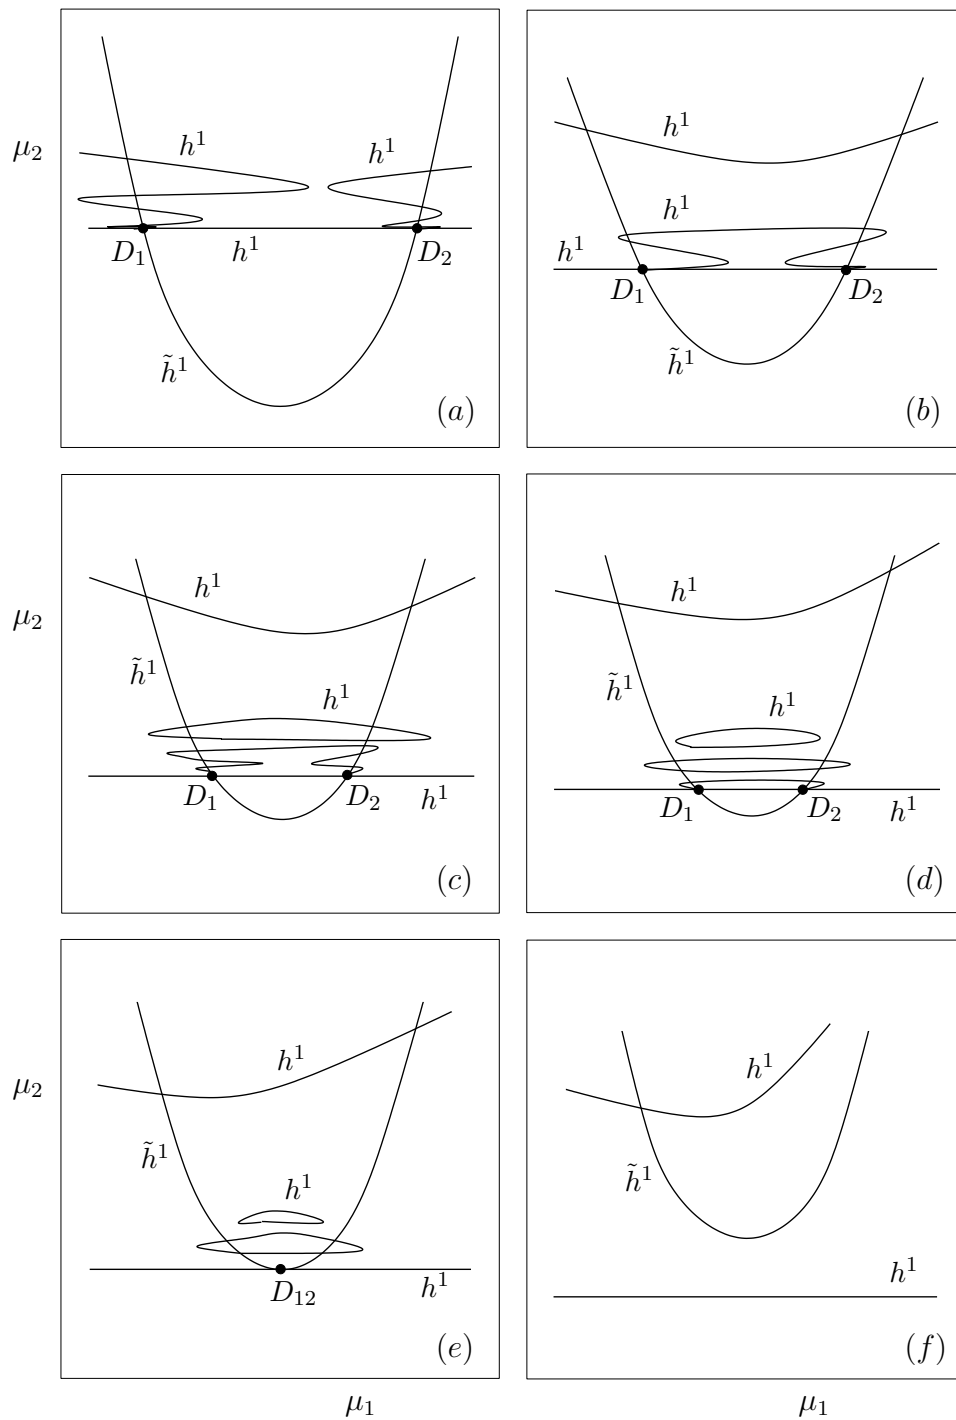 h¹ h¹
μ₂
D₁ h¹ D₂
h̃¹
(a)
h¹
h¹
h¹
D₁ D₂
h̃¹
(b)
h¹
μ₂
h̃¹
h¹
D₁ D₂ h¹
(c)
h¹
h̃¹
h¹
D₁ D₂ h¹
(d)
h¹
μ₂
h̃¹
h¹
D₁₂ h¹
(e)
h¹
h̃¹
h¹
(f)
μ₁ μ₁